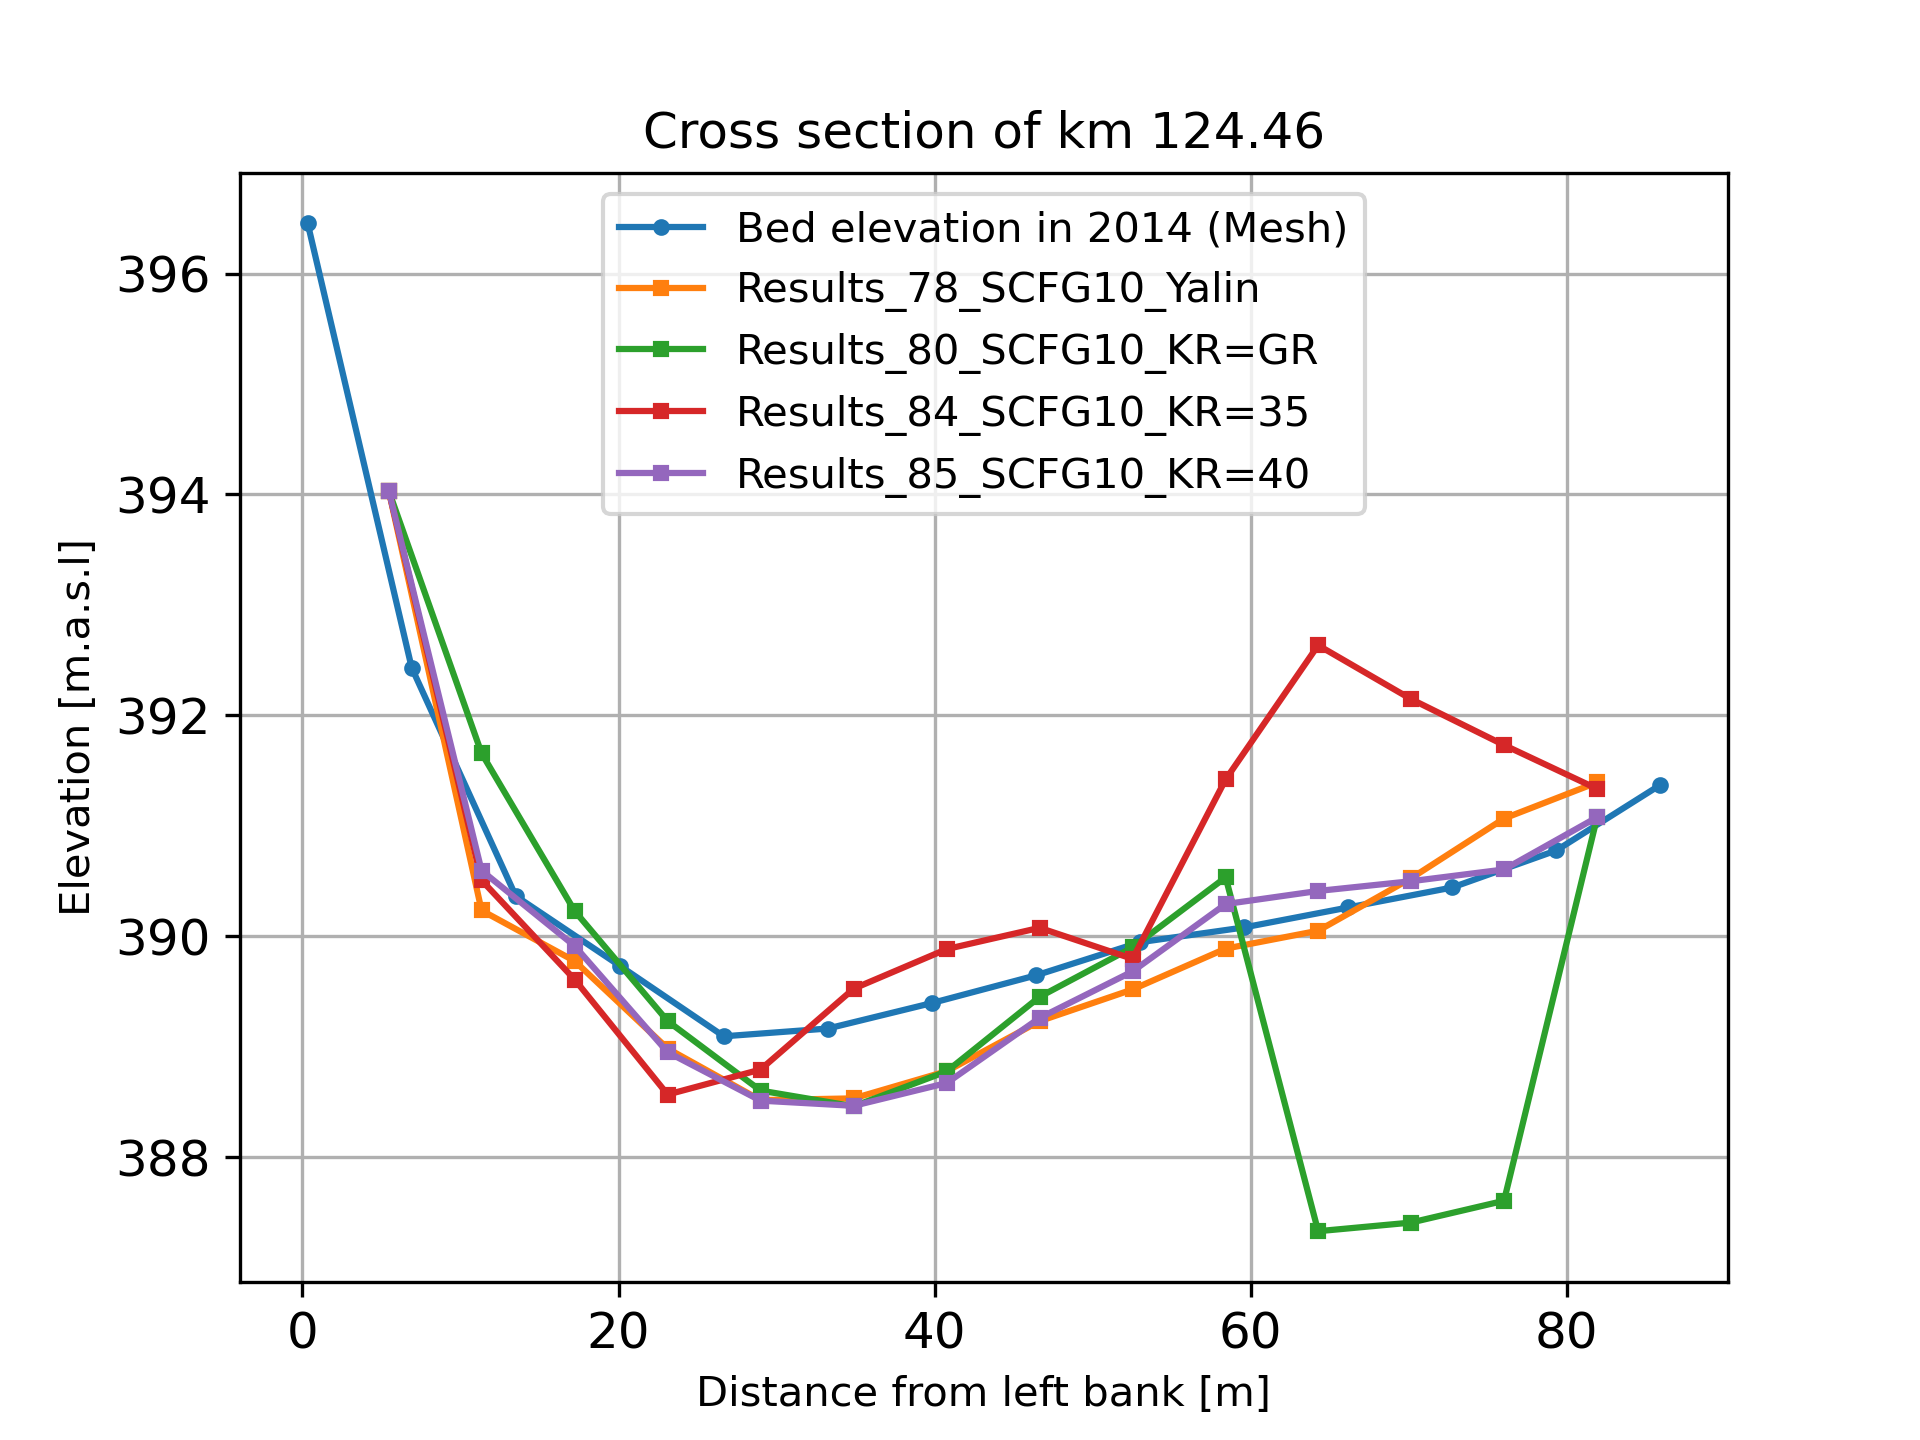 Cross section of km 124.46
Bed elevation in 2014 (Mesh)
Results_78_SCFG10_Yalin
Results_80_SCFG10_KR=GR
Results_84_SCFG10_KR=35
Results_85_SCFG10_KR=40
396
394
392
390
388
Elevation [m.a.s.l]
0 20 40 60 80
Distance from left bank [m]